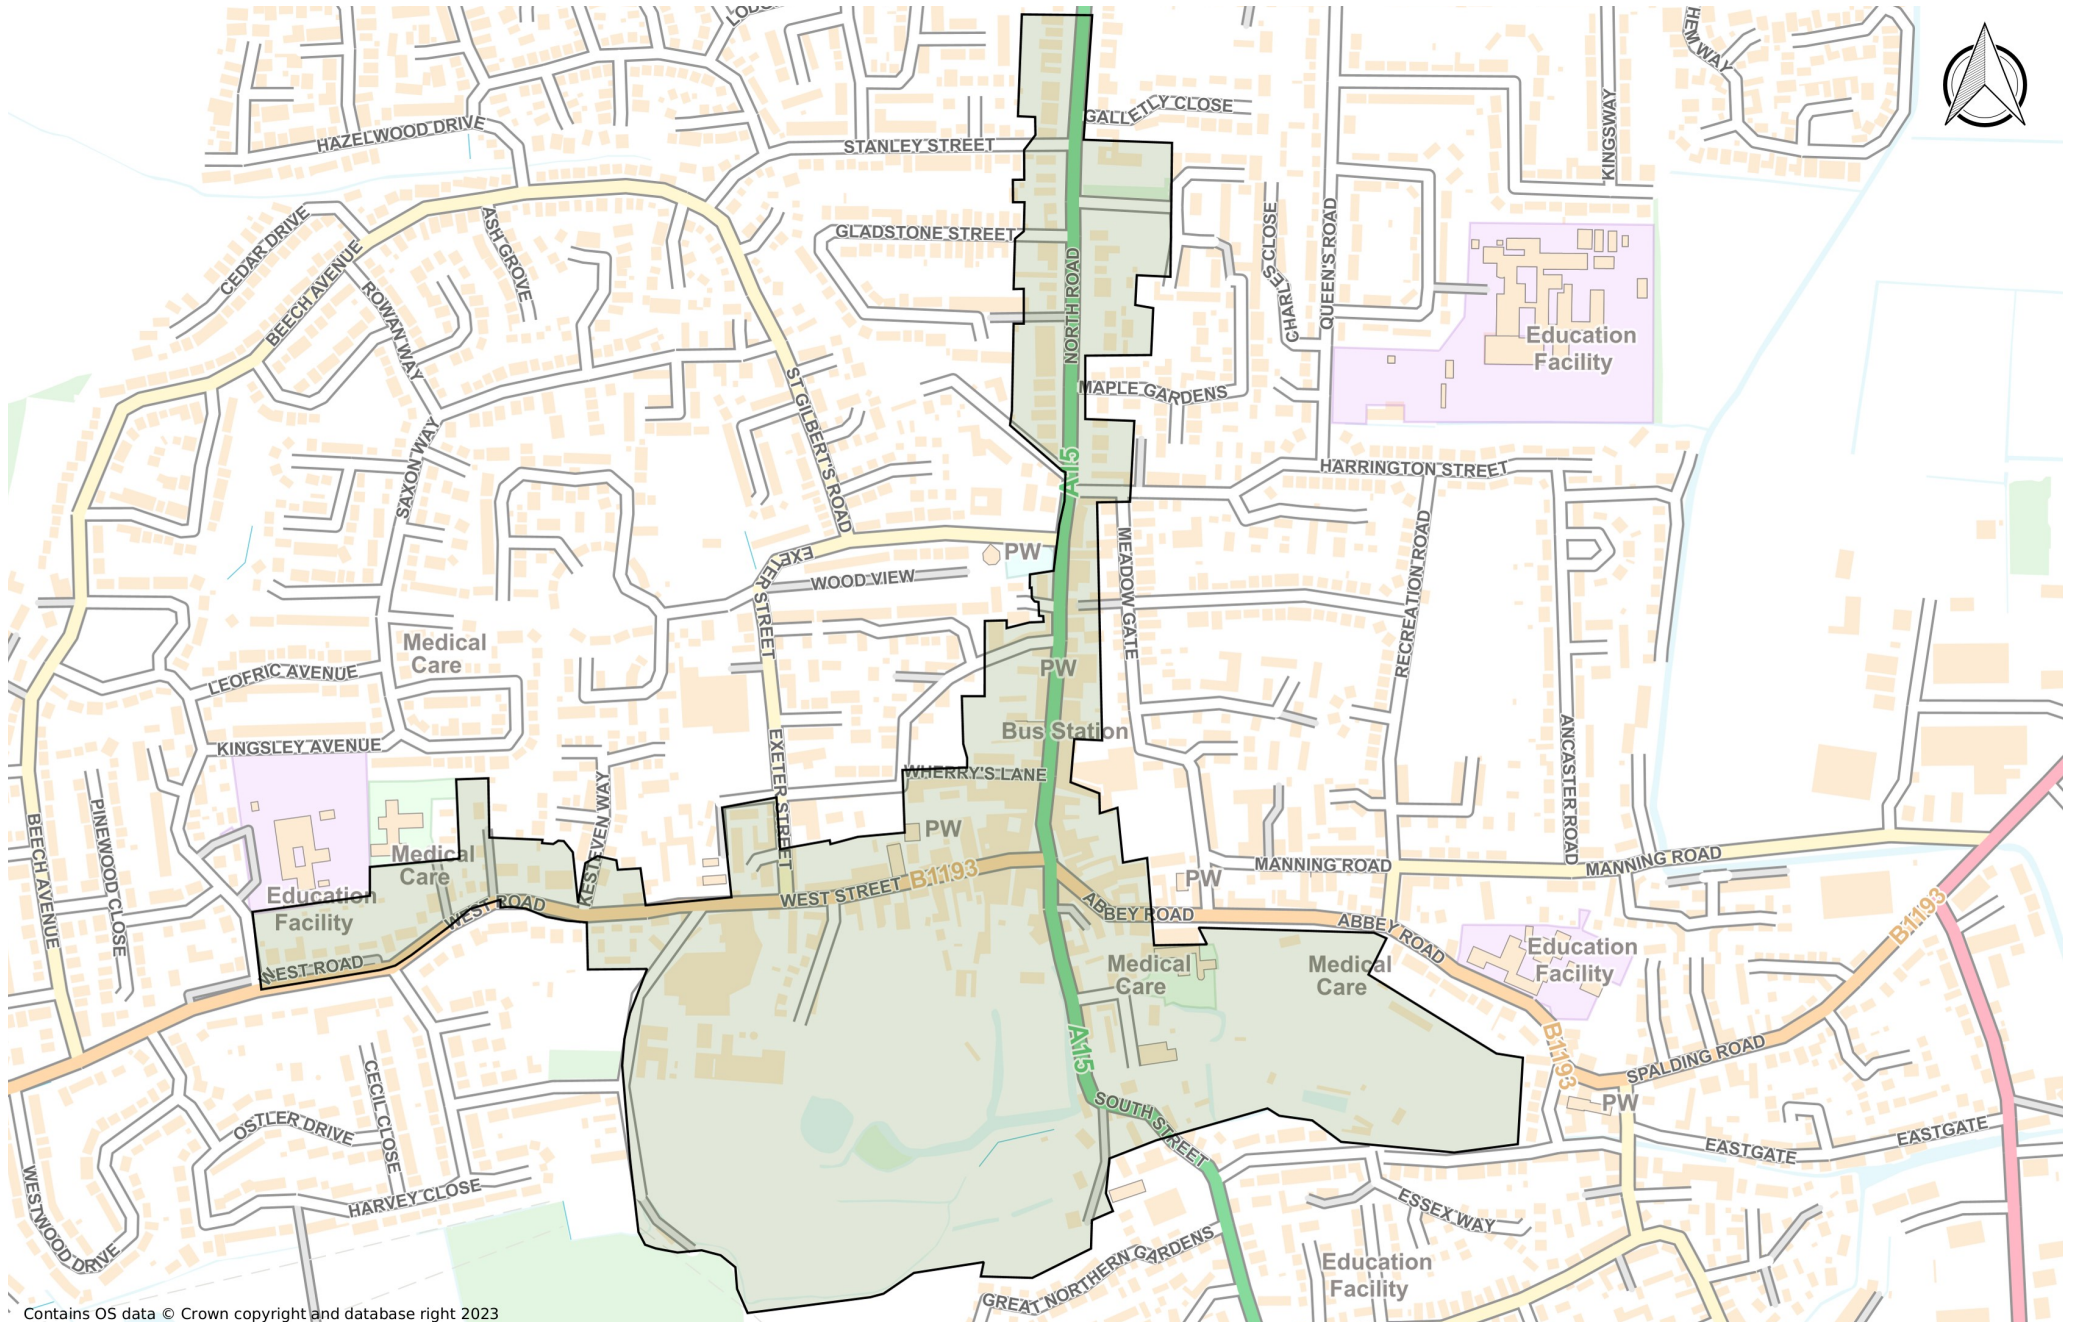 HEM WAY
GALLETLY CLOSE
HAZELWOOD DRIVE
STANLEY STREET
KINGSWAY
CEDAR DRIVE
ASH GROVE
GLADSTONE STREET
CHARLES CLOSE
QUEEN'S ROAD
BEECH AVENUE
ROWAN WAY
NORTH ROAD
Education
Facility
ST GILBERT'S ROAD
MAPLE GARDENS
SAXON WAY
A15
HARRINGTON STREET
EXETER STREET
PW
WOOD VIEW
MEADOW GATE
RECREATION ROAD
Medical
Care
LEOFRIC AVENUE
PW
Bus Station
KINGSLEY AVENUE
EXETER STREET
WHERRY'S LANE
ANCASTER ROAD
KESTEVEN WAY
PINEWOOD CLOSE
BEECH AVENUE
PW
Medical
Care
B1193
WEST STREET
MANNING ROAD
MANNING ROAD
PW
Education
Facility
WEST ROAD
ABBEY ROAD
ABBEY ROAD
B1193
WEST ROAD
Medical
Care
Medical
Care
Education
Facility
A15
B1193
SPALDING ROAD
CECIL CLOSE
OSTLER DRIVE
SOUTH STREET
PW
EASTGATE
EASTGATE
WESTWOOD DRIVE
HARVEY CLOSE
ESSEX WAY
GREAT NORTHERN GARDENS
Education
Facility
Contains OS data © Crown copyright and database right 2023